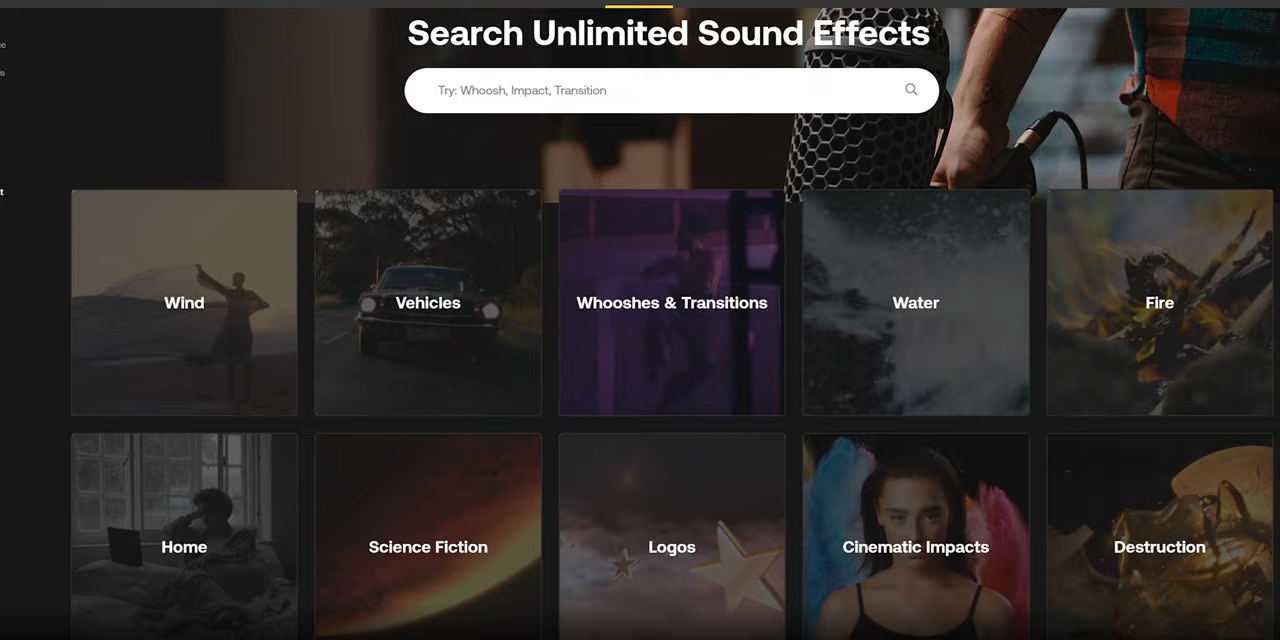 Search Unlimited Sound Effects
Try: Whoosh, Impact, Transition
Wind
Vehicles
Whooshes & Transitions
Water
Fire
Home
Science Fiction
Logos
Cinematic Impacts
Destruction